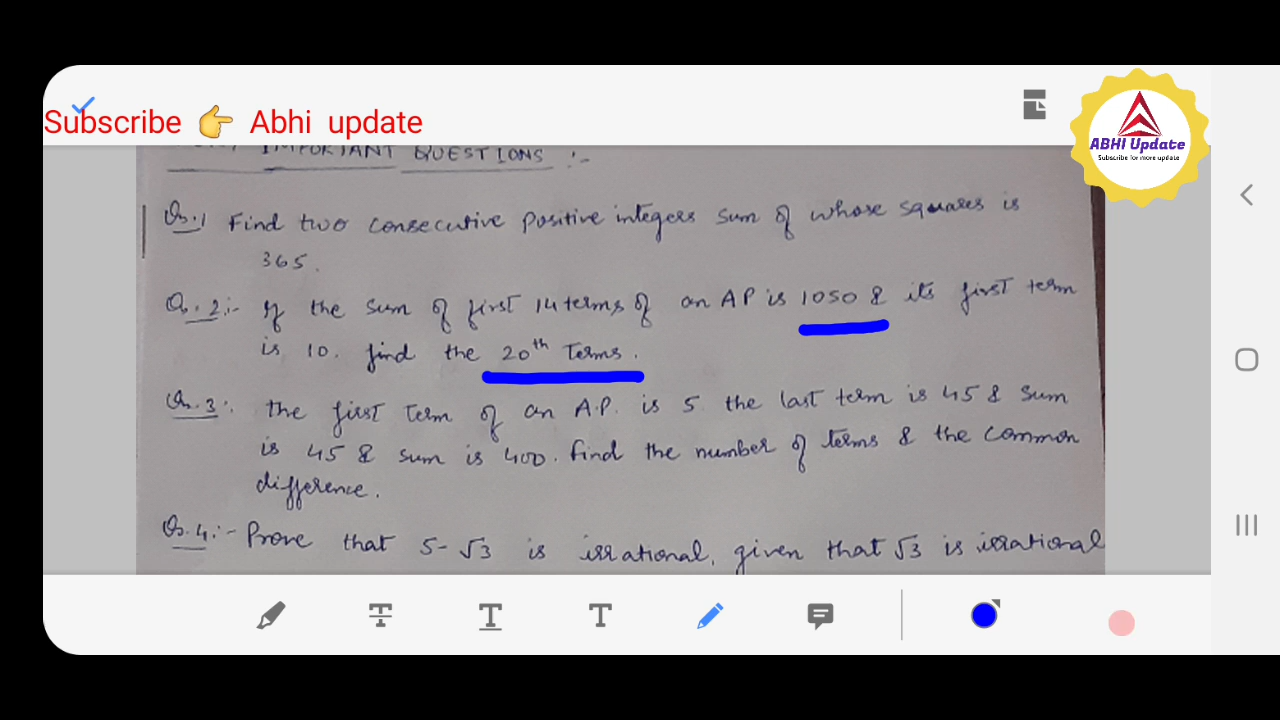 Subscribe 👉 Abhi update
ABHI Update
Subscribe for more update
IMPORTANT QUESTIONS :-
Qs.1 Find two consecutive positive integers sum of whose squares is
365.
Qs.2:- If the sum of first 14 terms of an AP is 1050 & its first term
is 10. find the 20th Terms.
Qs.3:. The first term of an A.P. is 5 the last term is 45 & sum
is 45 & sum is 400. find the number of terms & the common
difference.
Qs.4:- Prove that 5-√3 is irrational, given that √3 is irrational
T T T